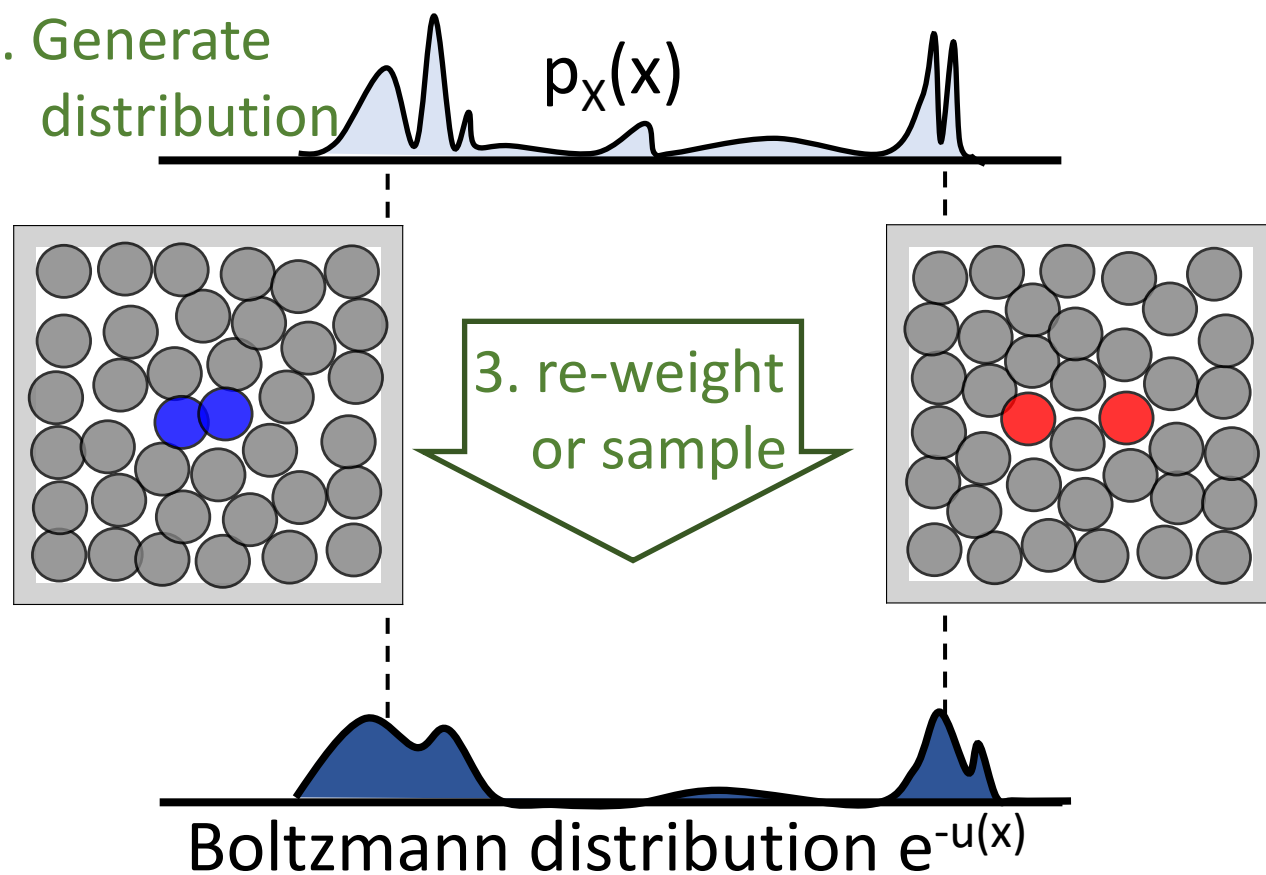 . Generate
distribution
pₓ(x)
3. re-weight
or sample
Boltzmann distribution e⁻ᵘ⁽ˣ⁾